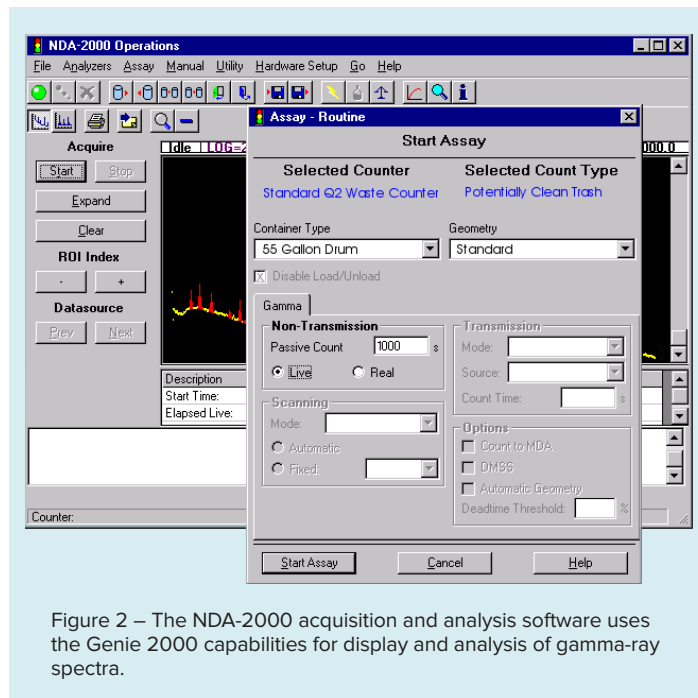 NDA-2000 Operations
File Analyzers Assay Manual Utility Hardware Setup Go Help
Acquire
Start Stop
Expand
Clear
ROI Index
- +
Datasource
Prev Next
Idle LOG=2
000.0
Description
Start Time:
Elapsed Live:
Counter:
Assay - Routine
Start Assay
Selected Counter Selected Count Type
Standard Q2 Waste Counter Potentially Clean Trash
Container Type Geometry
55 Gallon Drum Standard
Disable Load/Unload
Gamma
Non-Transmission
Passive Count 1000 s
Live Real
Scanning
Mode:
Automatic
Fixed:
Transmission
Mode:
Source:
Count Time: s
Options
Count to MDA
DMSS
Automatic Geometry
Deadtime Threshold: %
Start Assay Cancel Help
Figure 2 – The NDA-2000 acquisition and analysis software uses
the Genie 2000 capabilities for display and analysis of gamma-ray
spectra.